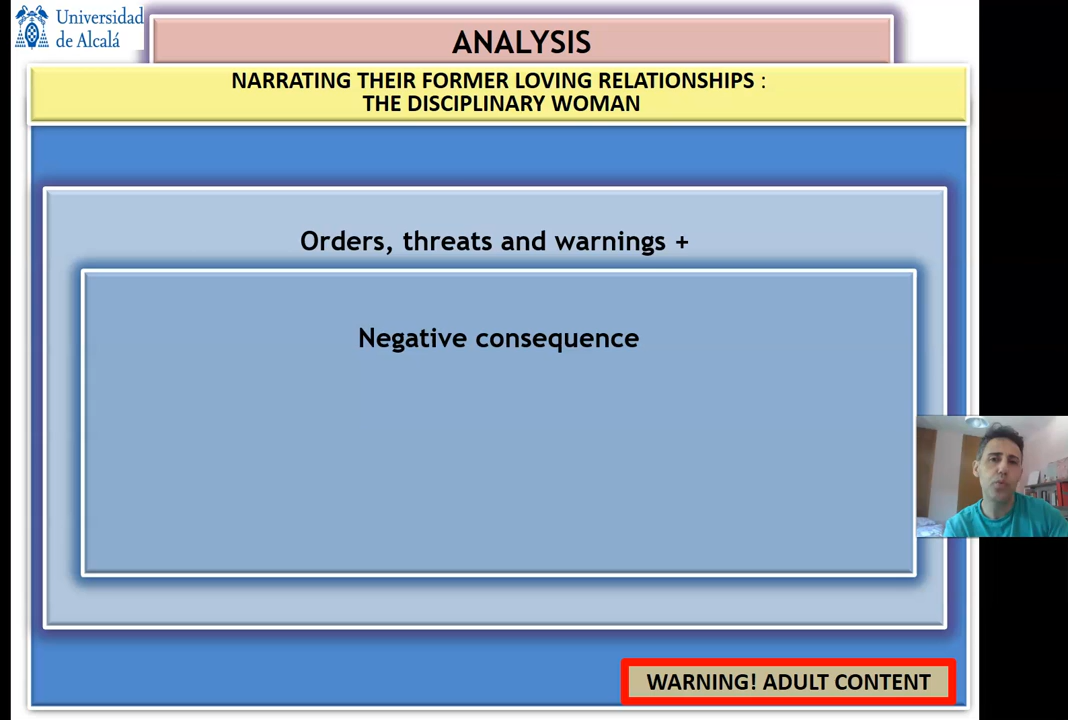 Universidad
de Alcalá
ANALYSIS
NARRATING THEIR FORMER LOVING RELATIONSHIPS :
THE DISCIPLINARY WOMAN
Orders, threats and warnings +
Negative consequence
WARNING! ADULT CONTENT